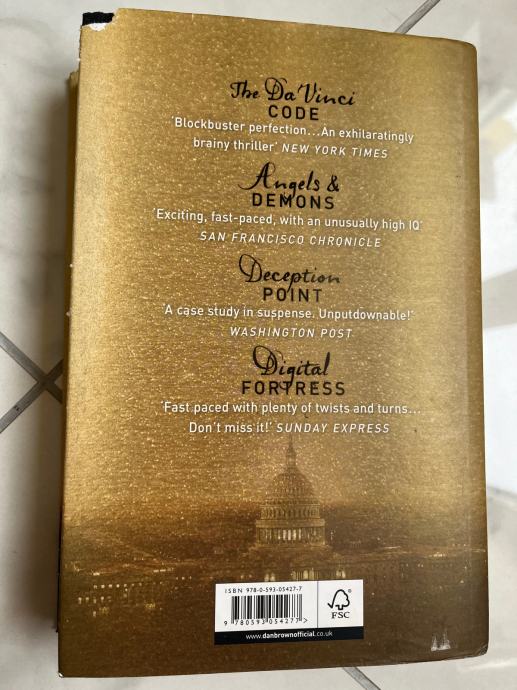 The Da Vinci
CODE
'Blockbuster perfection...An exhilaratingly
brainy thriller' NEW YORK TIMES
Angels &
DEMONS
'Exciting, fast-paced, with an unusually high IQ'
SAN FRANCISCO CHRONICLE
Deception
POINT
'A case study in suspense. Unputdownable!'
WASHINGTON POST
Digital
FORTRESS
'Fast paced with plenty of twists and turns...
Don't miss it!' SUNDAY EXPRESS
ISBN 978-0-593-05427-7
9 780593 054277 >
FSC
www.danbrownofficial.co.uk